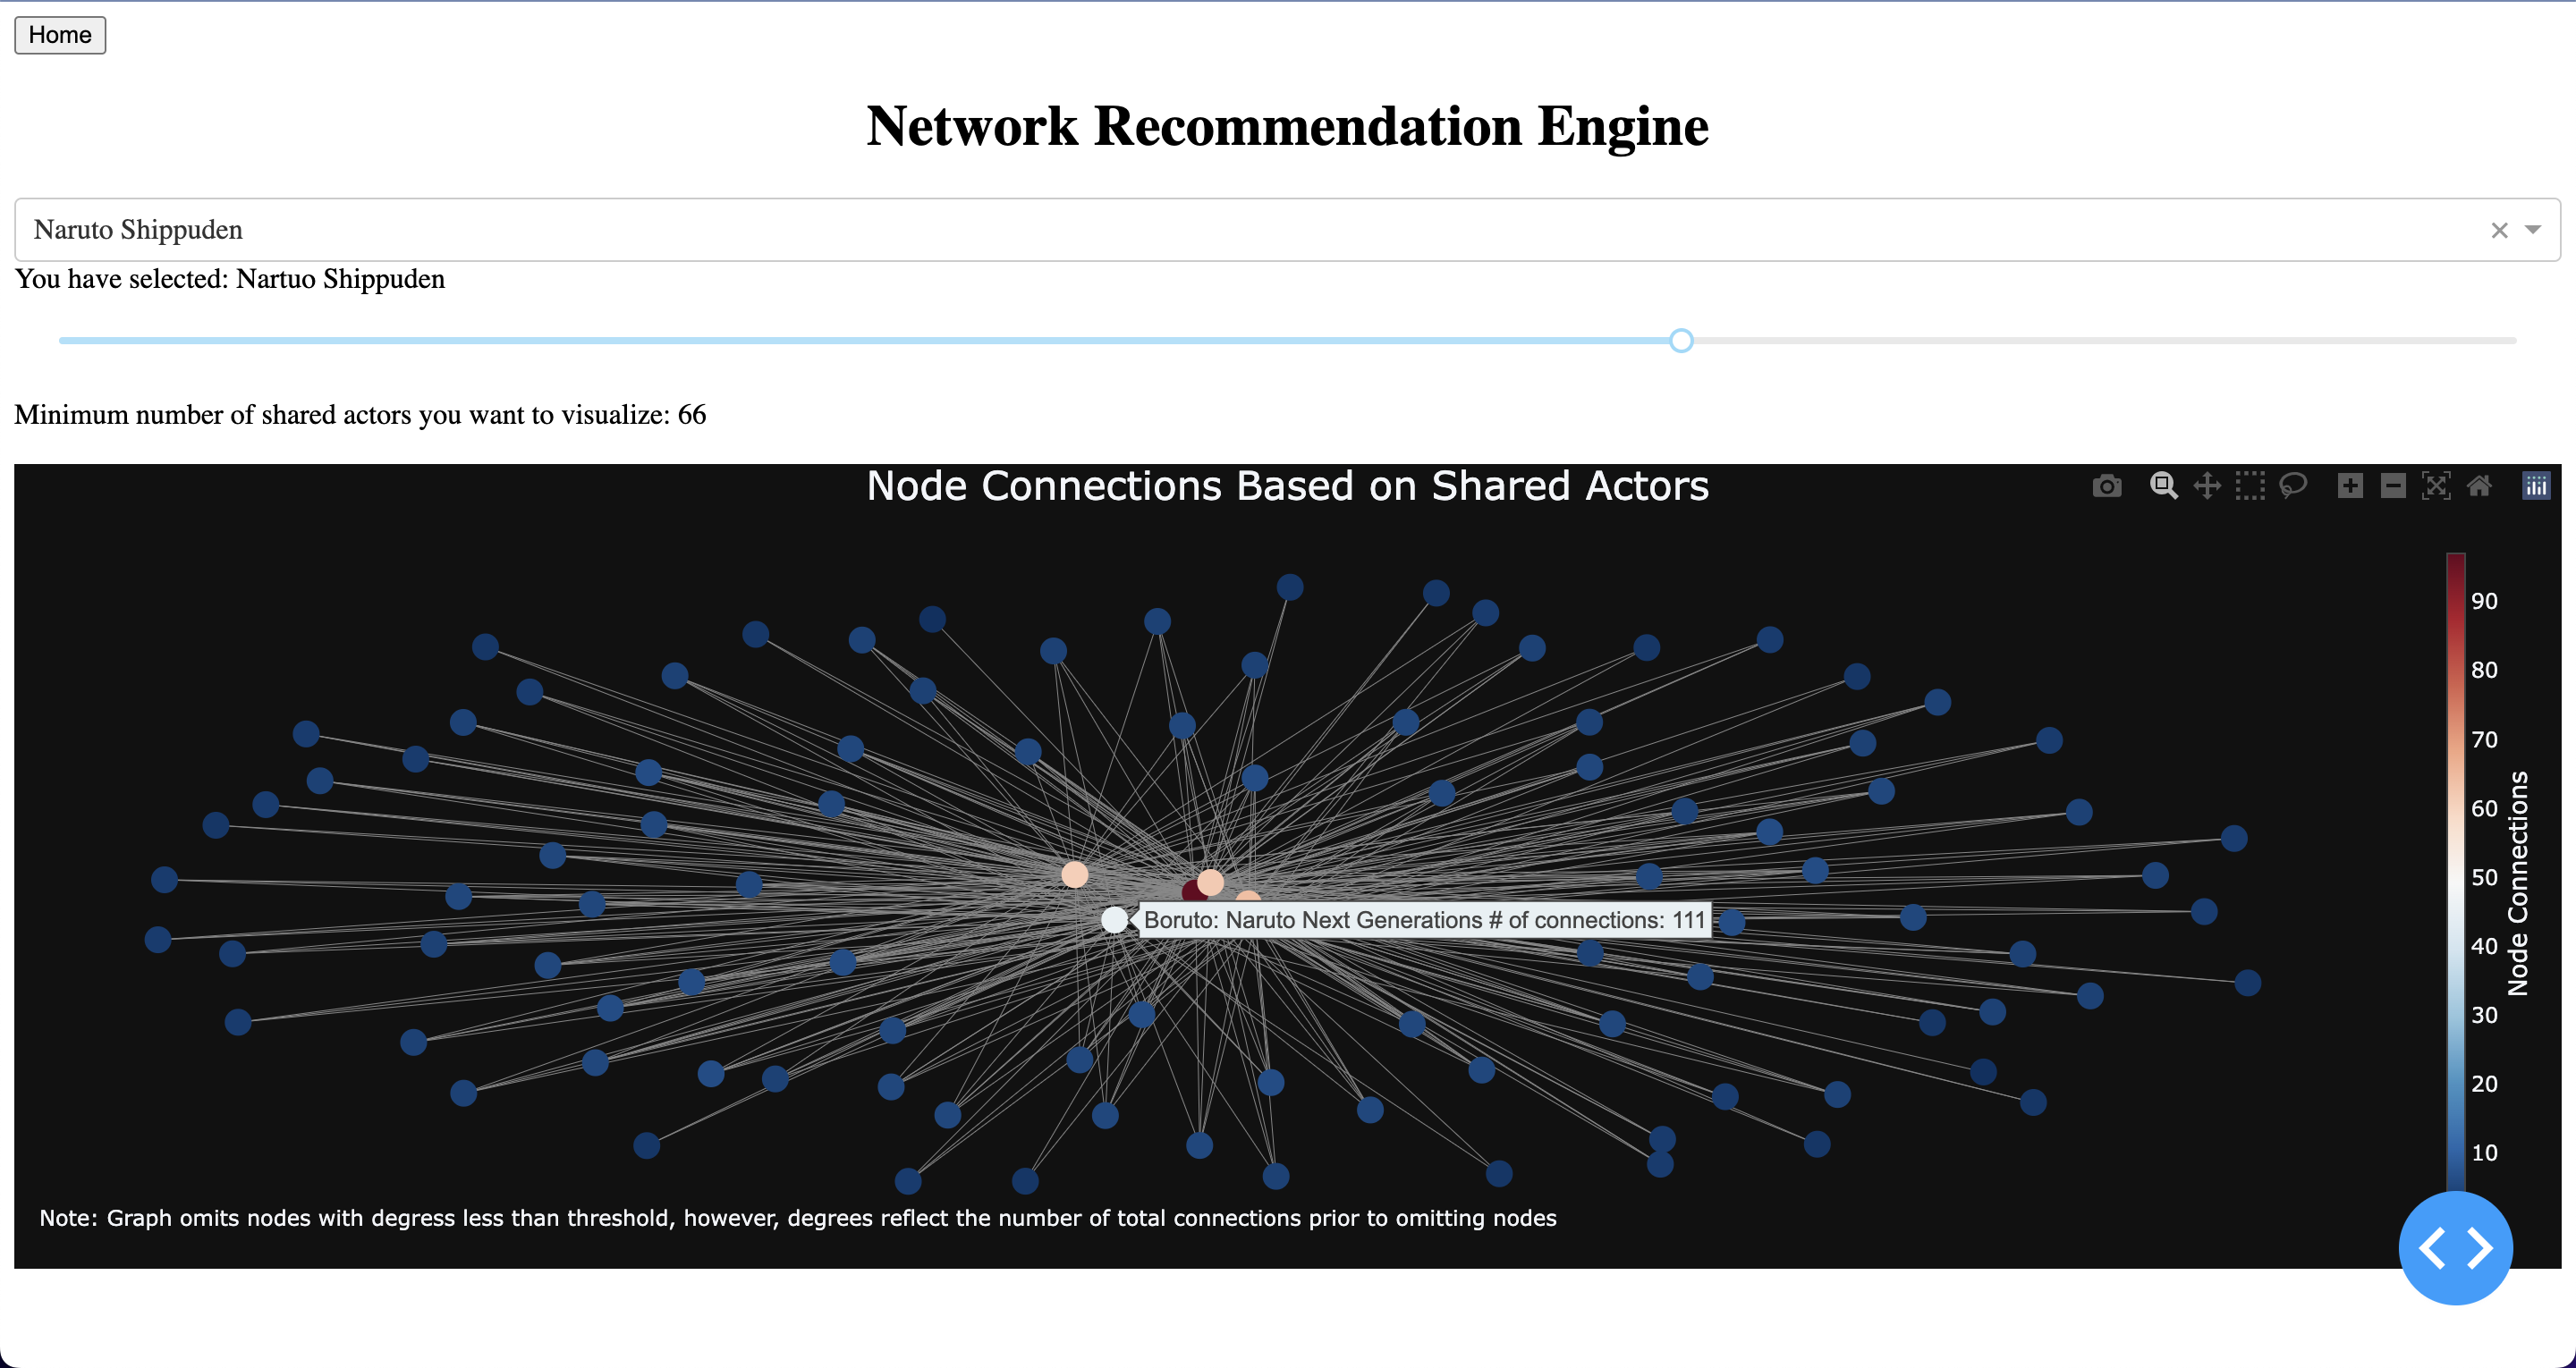 Home
Network Recommendation Engine
Naruto Shippuden
You have selected: Nartuo Shippuden
Minimum number of shared actors you want to visualize: 66
Node Connections Based on Shared Actors
90
80
70
60
50
40
30
20
10
Node Connections
Boruto: Naruto Next Generations # of connections: 111
Note: Graph omits nodes with degress less than threshold, however, degrees reflect the number of total connections prior to omitting nodes